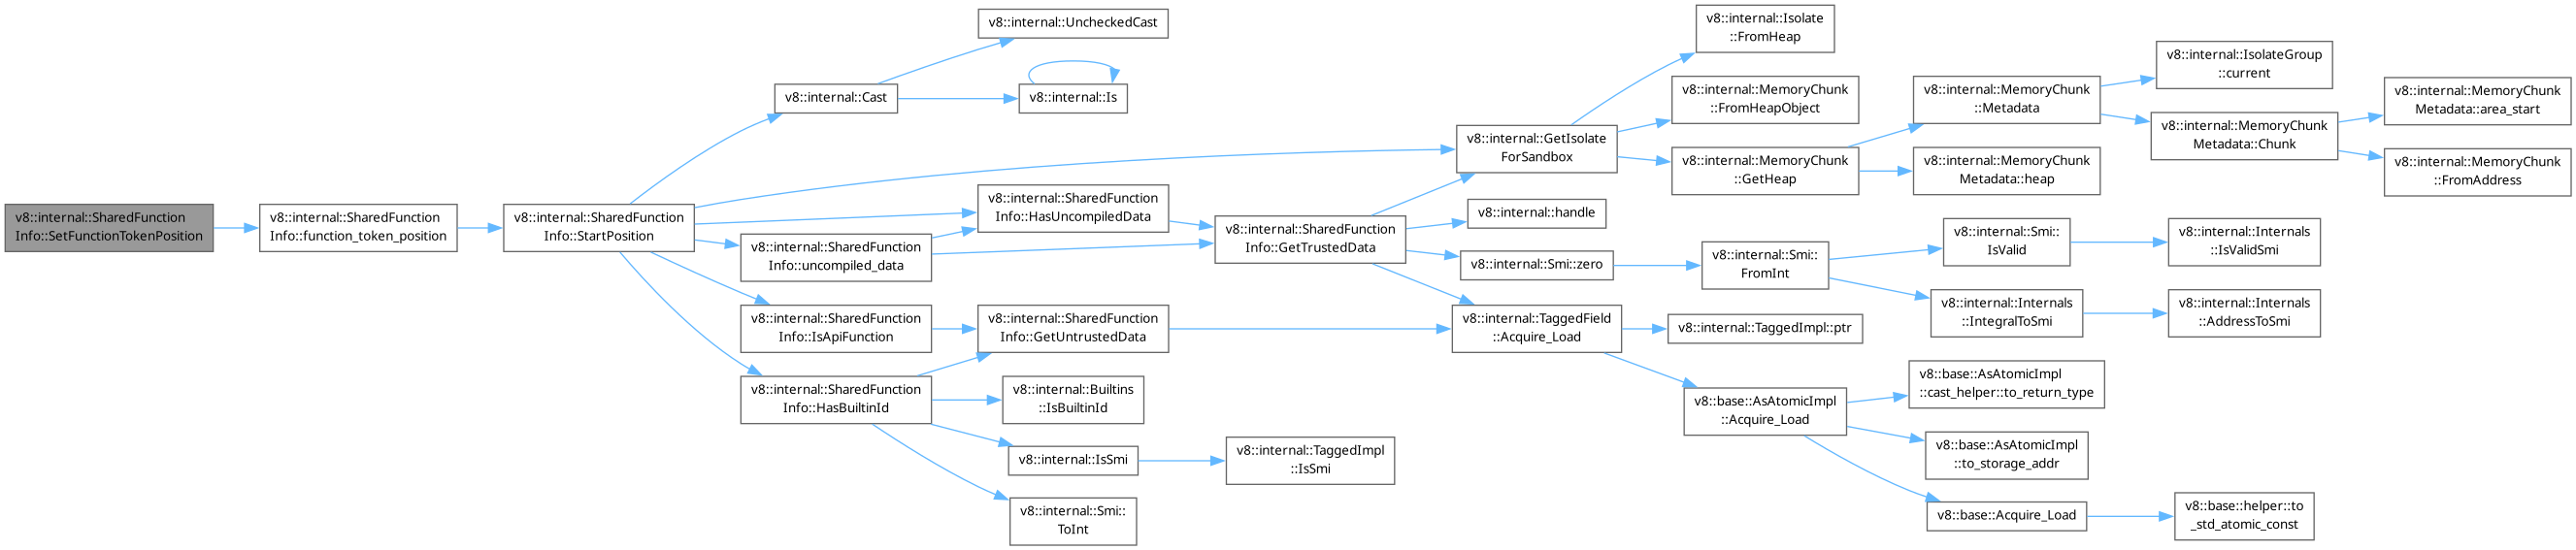 v8::internal::SharedFunction
Info::SetFunctionTokenPosition
v8::internal::SharedFunction
Info::function_token_position
v8::internal::SharedFunction
Info::StartPosition
v8::internal::Cast
v8::internal::UncheckedCast
v8::internal::Is
v8::internal::SharedFunction
Info::HasUncompiledData
v8::internal::SharedFunction
Info::uncompiled_data
v8::internal::SharedFunction
Info::IsApiFunction
v8::internal::SharedFunction
Info::HasBuiltinId
v8::internal::SharedFunction
Info::GetUntrustedData
v8::internal::Builtins
::IsBuiltinId
v8::internal::IsSmi
v8::internal::Smi::
ToInt
v8::internal::SharedFunction
Info::GetTrustedData
v8::internal::TaggedImpl
::IsSmi
v8::internal::GetIsolate
ForSandbox
v8::internal::handle
v8::internal::Smi::zero
v8::internal::TaggedField
::Acquire_Load
v8::internal::Isolate
::FromHeap
v8::internal::MemoryChunk
::FromHeapObject
v8::internal::MemoryChunk
::GetHeap
v8::internal::Smi::
FromInt
v8::internal::TaggedImpl::ptr
v8::base::AsAtomicImpl
::Acquire_Load
v8::internal::MemoryChunk
::Metadata
v8::internal::MemoryChunk
Metadata::heap
v8::internal::Smi::
IsValid
v8::internal::Internals
::IntegralToSmi
v8::base::AsAtomicImpl
::cast_helper::to_return_type
v8::base::AsAtomicImpl
::to_storage_addr
v8::base::Acquire_Load
v8::internal::IsolateGroup
::current
v8::internal::MemoryChunk
Metadata::Chunk
v8::internal::Internals
::IsValidSmi
v8::internal::Internals
::AddressToSmi
v8::base::helper::to
_std_atomic_const
v8::internal::MemoryChunk
Metadata::area_start
v8::internal::MemoryChunk
::FromAddress